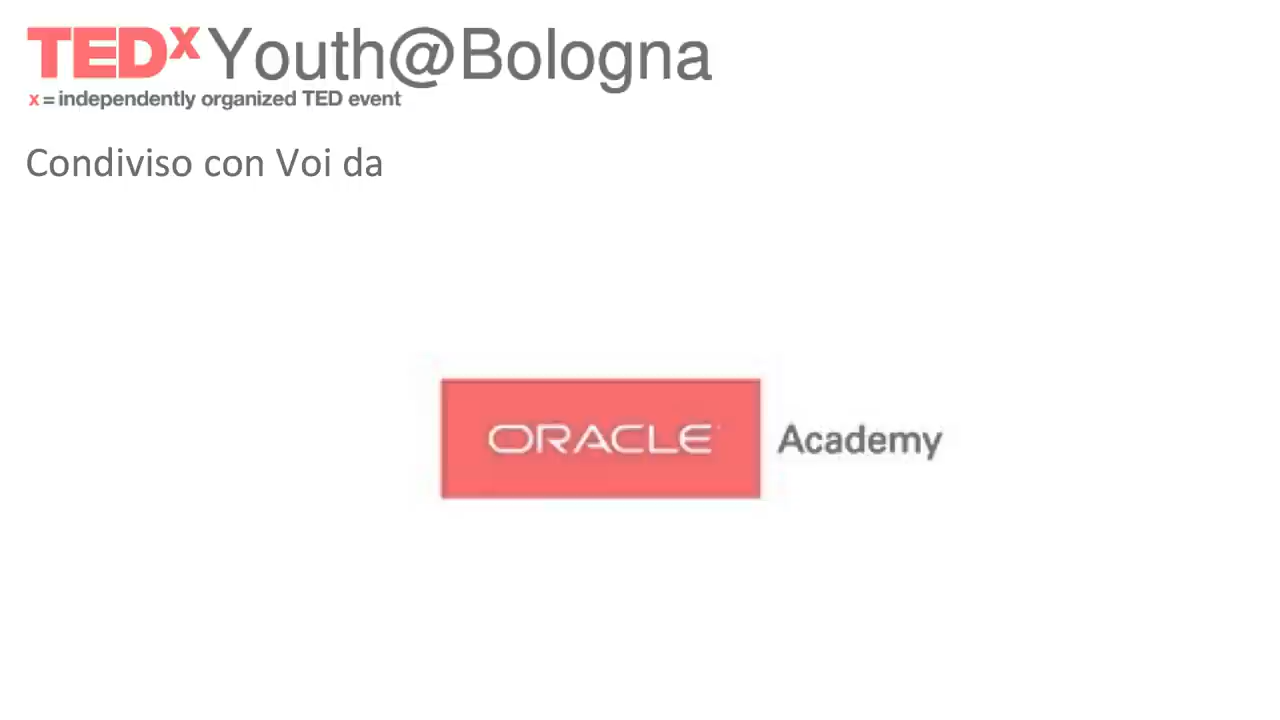 TEDx Youth@Bologna
x = independently organized TED event
Condiviso con Voi da
ORACLE Academy